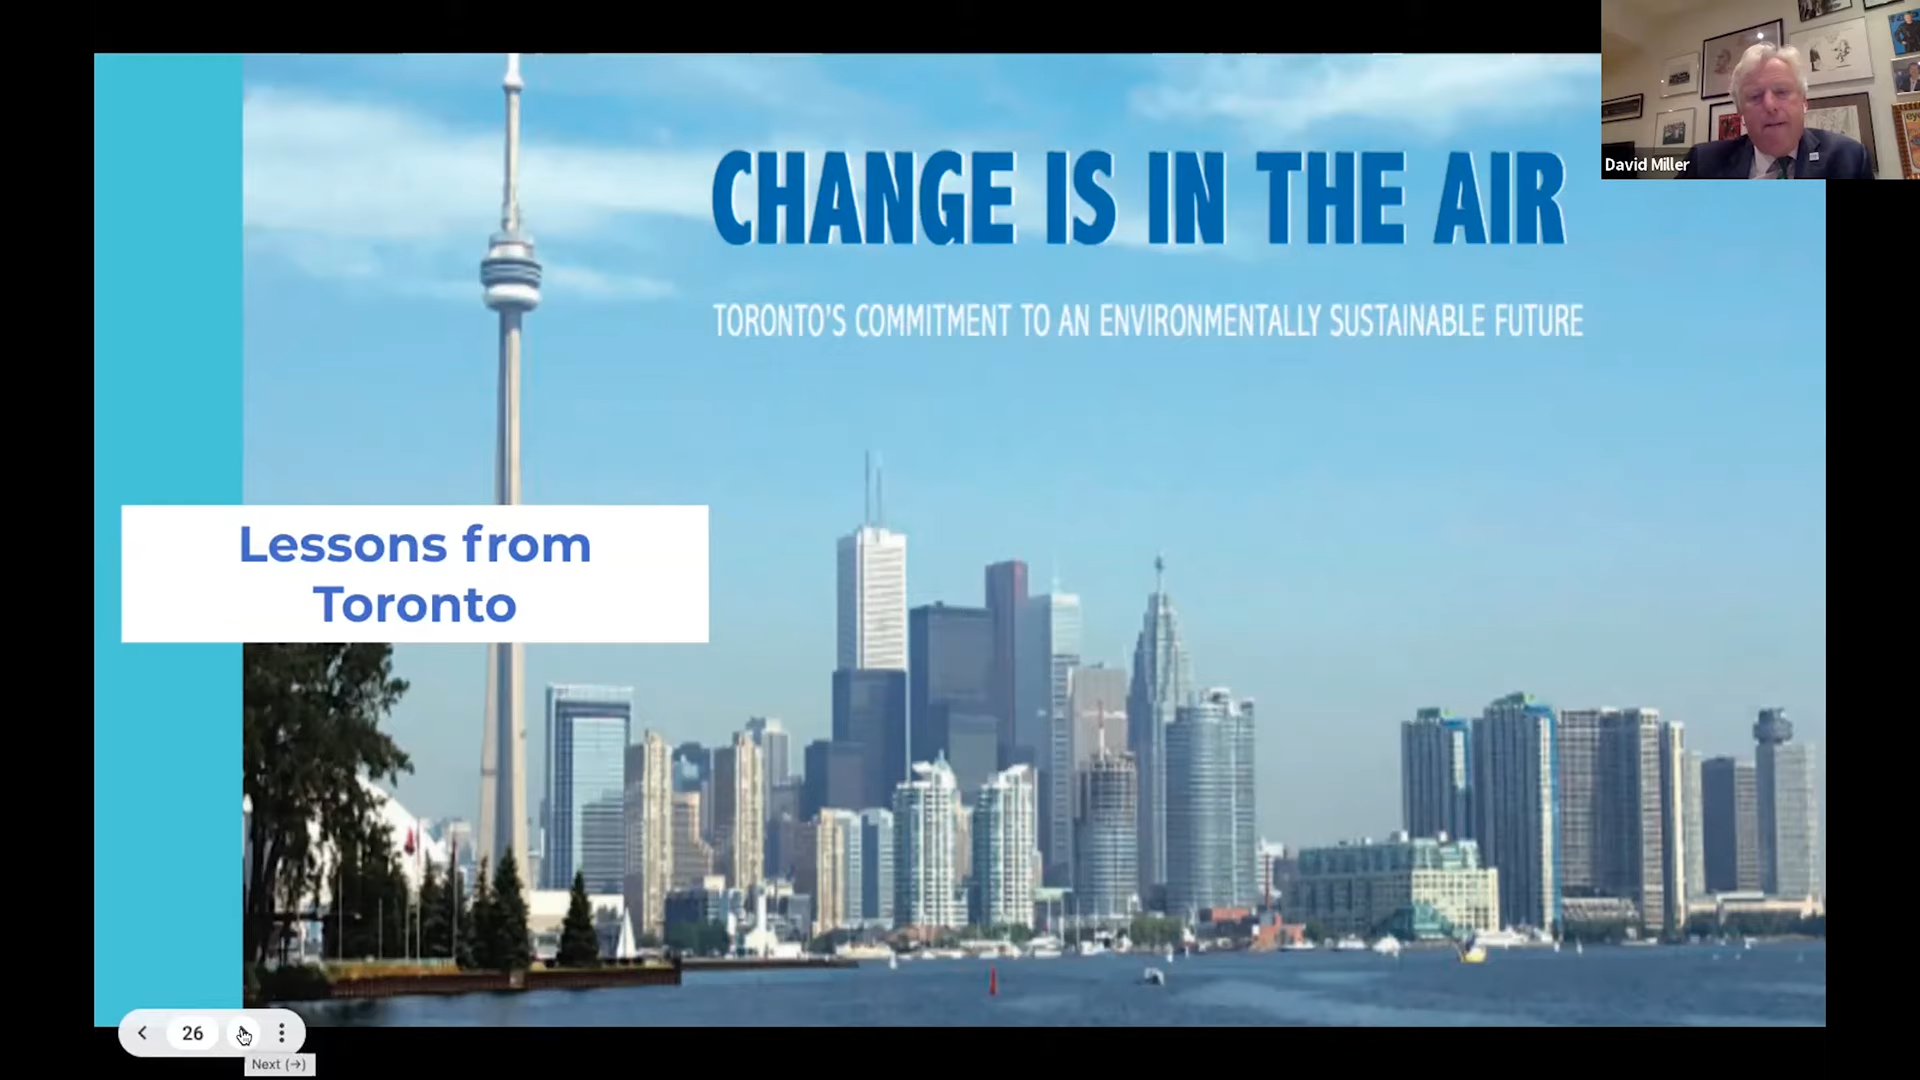 CHANGE IS IN THE AIR
TORONTO'S COMMITMENT TO AN ENVIRONMENTALLY SUSTAINABLE FUTURE
David Miller
Lessons from
Toronto
26
Next (→)